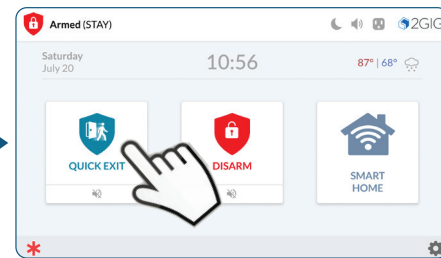 Armed (STAY)
2GIG
Saturday
July 20
10:56
87° | 68°
QUICK EXIT
DISARM
SMART
HOME